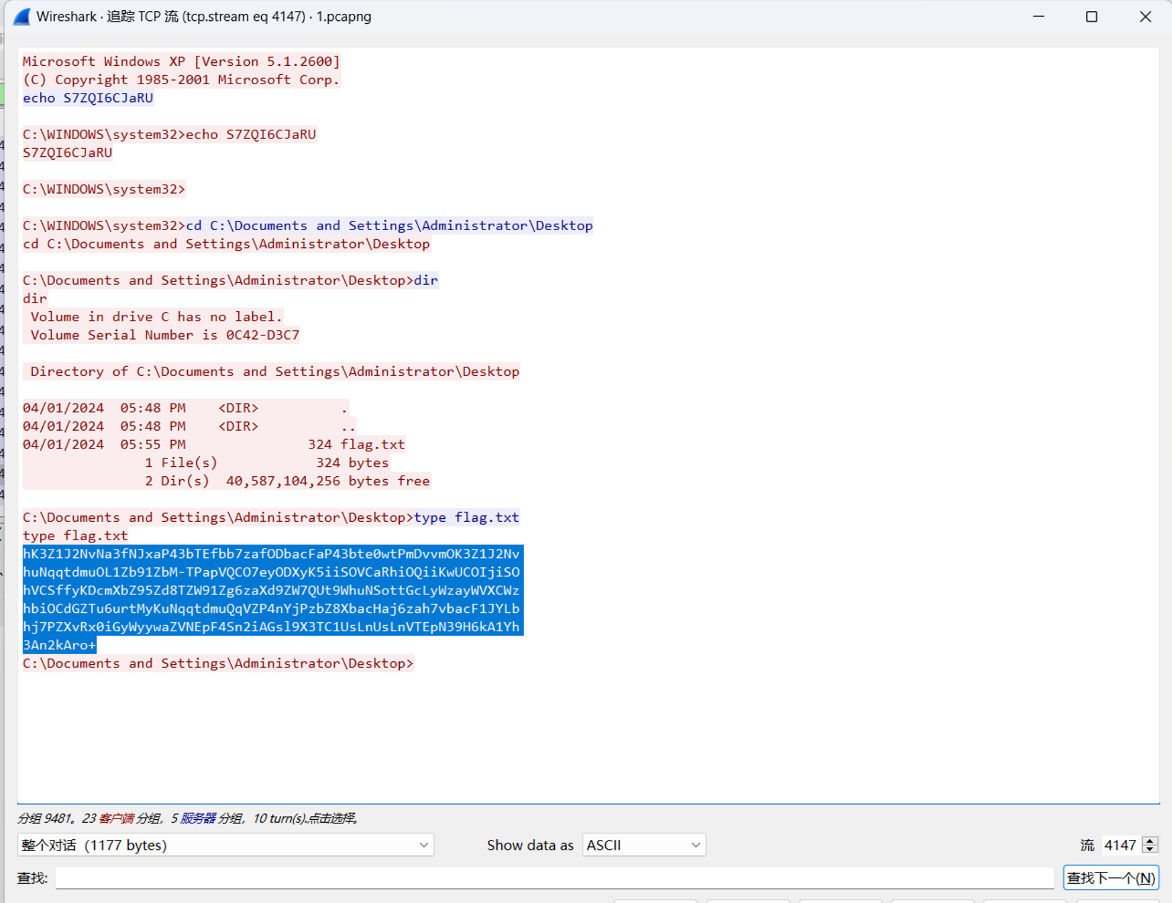 Wireshark · 追踪 TCP 流 (tcp.stream eq 4147) · 1.pcapng
Microsoft Windows XP [Version 5.1.2600]
(C) Copyright 1985-2001 Microsoft Corp.
echo S7ZQI6CJaRU
C:\WINDOWS\system32>echo S7ZQI6CJaRU
S7ZQI6CJaRU
C:\WINDOWS\system32>
C:\WINDOWS\system32>cd C:\Documents and Settings\Administrator\Desktop
cd C:\Documents and Settings\Administrator\Desktop
C:\Documents and Settings\Administrator\Desktop>dir
dir
Volume in drive C has no label.
Volume Serial Number is 0C42-D3C7
Directory of C:\Documents and Settings\Administrator\Desktop
04/01/2024  05:48 PM    <DIR>          .
04/01/2024  05:48 PM    <DIR>          ..
04/01/2024  05:55 PM               324 flag.txt
1 File(s)            324 bytes
2 Dir(s)  40,587,104,256 bytes free
C:\Documents and Settings\Administrator\Desktop>type flag.txt
type flag.txt
hK3Z1J2NvNa3fNJxaP43bTEfbb7zafODbacFaP43bte0wtPmDvvmOK3Z1J2Nv
huNqqtdmuOL1Zb91ZbM-TPapVQCO7eyODXyK5iiSOVCaRhiOQiiKwUCOIjiSO
hVCSffyKDcmXbZ95Zd8TZW91Zg6zaXd9ZW7QUt9WhuNSottGcLyWzayWVXCWz
hbiOCdGZTu6urtMyKuNqqtdmuQqVZP4nYjPzbZ8XbacHaj6zah7vbacF1JYLb
hj7PZXvRx0iGyWyywaZVNEpF4Sn2iAGsl9X3TC1UsLnUsLnVTEpN39H6kA1Yh
3An2kAro+
C:\Documents and Settings\Administrator\Desktop>
分组 9481。23 客户端 分组, 5 服务器 分组, 10 turn(s).点击选择。
整个对话 (1177 bytes)
Show data as ASCII
流 4147
查找:
查找下一个(N)